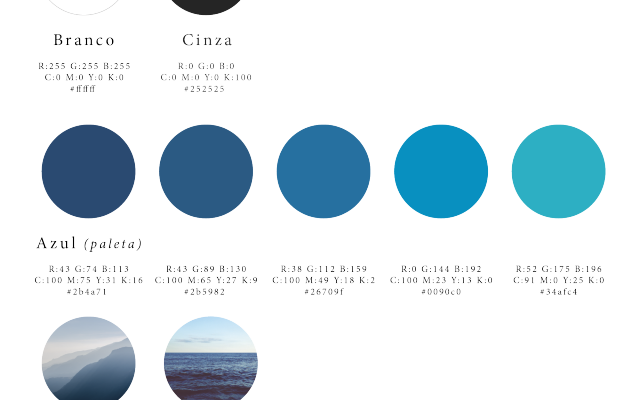 Branco Cinza
R:255 G:255 B:255 R:0 G:0 B:0
C:0 M:0 Y:0 K:0 C:0 M:0 Y:0 K:100
#ffffff #252525
Azul (paleta)
R:43 G:74 B:113 R:43 G:89 B:130 R:38 G:112 B:159 R:0 G:144 B:192 R:52 G:175 B:196
C:100 M:75 Y:31 K:16 C:100 M:65 Y:27 K:9 C:100 M:49 Y:18 K:2 C:100 M:23 Y:13 K:0 C:91 M:0 Y:25 K:0
#2b4a71 #2b5982 #26709f #0090c0 #34afc4